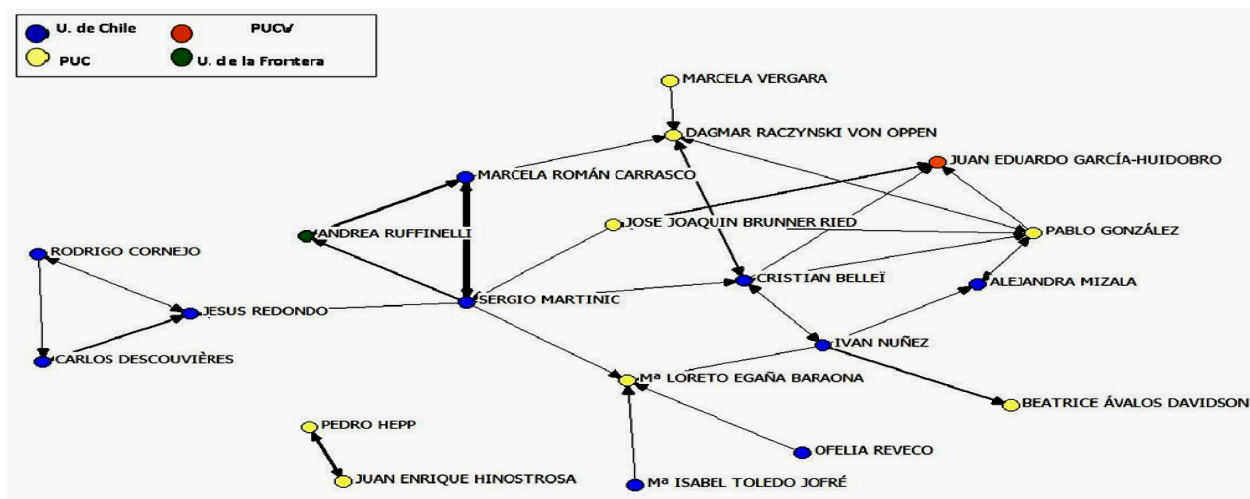 U. de Chile
PUCV
PUC
U. de la Frontera
MARCELA VERGARA
DAGMAR RACZYNSKI VON OPPEN
JUAN EDUARDO GARCÍA-HUIDOBRO
MARCELA ROMÁN CARRASCO
JOSE JOAQUIN BRUNNER RIED
ANDREA RUFFINELLI
PABLO GONZÁLEZ
RODRIGO CORNEJO
CRISTIAN BELLEÏ
ALEJANDRA MIZALA
SERGIO MARTINIC
JESUS REDONDO
IVAN NUÑEZ
CARLOS DESCOUVIÈRES
Mª LORETO EGAÑA BARAONA
BEATRICE ÁVALOS DAVIDSON
PEDRO HEPP
OFELIA REVECO
JUAN ENRIQUE HINOSTROSA
Mª ISABEL TOLEDO JOFRÉ